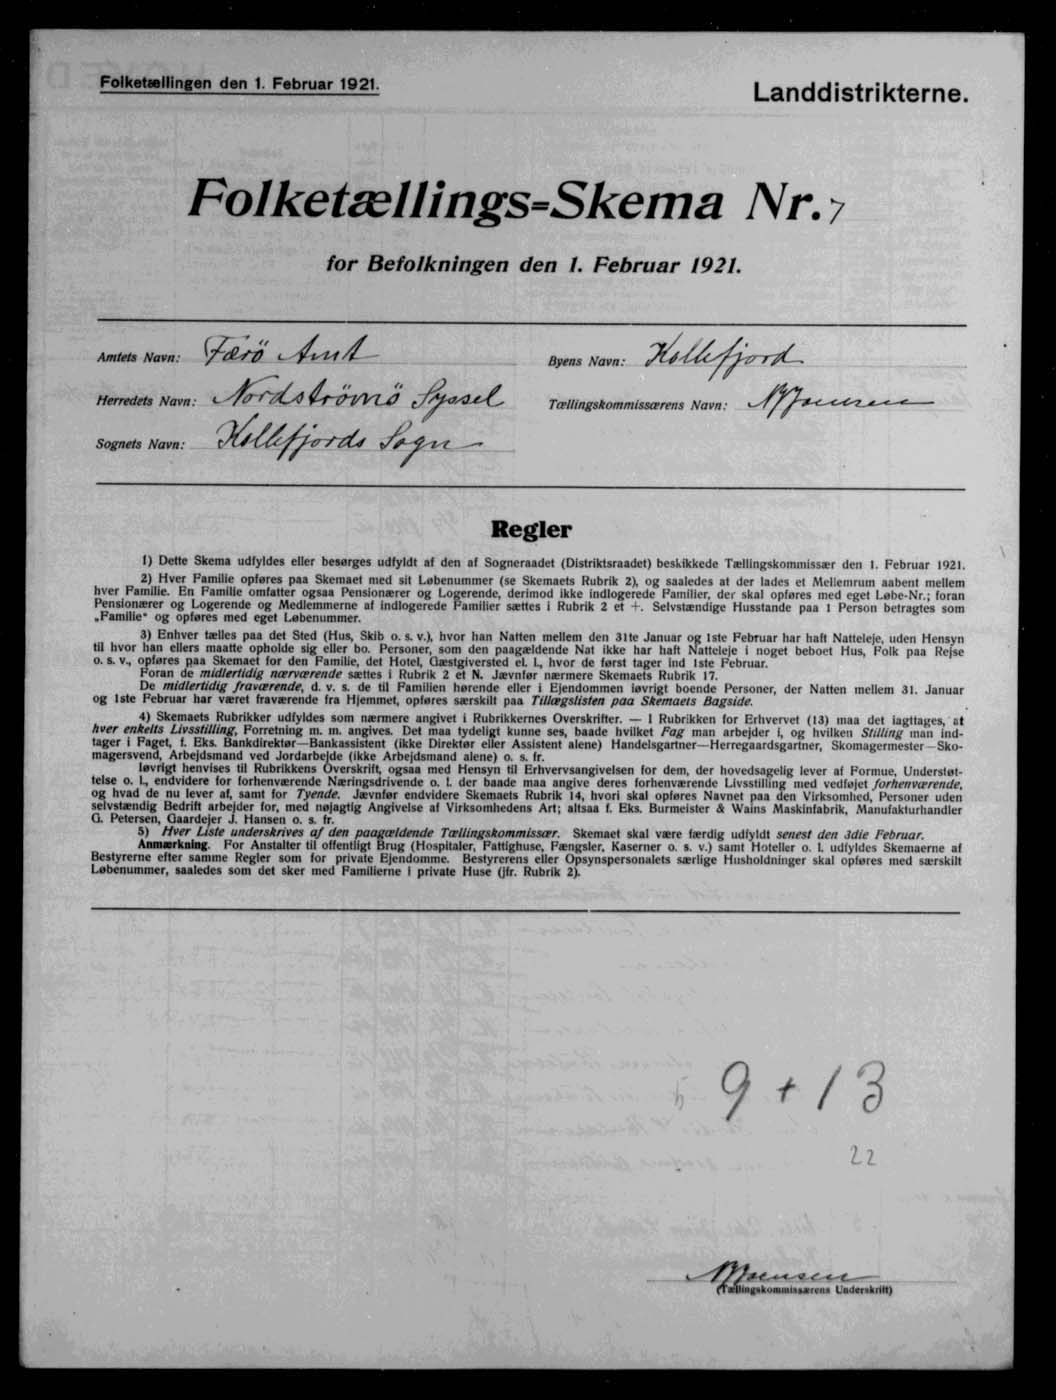 Folketællingen den 1. Februar 1921.
Landdistrikterne.
Folketællings=Skema Nr. 7
for Befolkningen den 1. Februar 1921.
Amtets Navn: Færö Amt
Byens Navn: Kollefjord
Herredets Navn: Nordströmö Syssel
Tællingskommissærens Navn: Joensen
Sognets Navn: Kollefjords Sogn
Regler
1) Dette Skema udfyldes eller besørges udfyldt af den af Sogneraadet (Distriktsraadet) beskikkede Tællingskommissær den 1. Februar 1921.
2) Hver Familie opføres paa Skemaet med sit Løbenummer (se Skemaets Rubrik 2), og saaledes at der lades et Mellemrum aabent mellem
hver Familie. En Familie omfatter ogsaa Pensionærer og Logerende, derimod ikke indlogerede Familier, der skal opføres med eget Løbe-Nr.; foran
Pensionærer og Logerende og Medlemmerne af indlogerede Familier sættes i Rubrik 2 et +. Selvstændige Husstande paa 1 Person betragtes som
„Familie“ og opføres med eget Løbenummer.
3) Enhver tælles paa det Sted (Hus, Skib o. s. v.), hvor han Natten mellem den 31te Januar og 1ste Februar har haft Natteleje, uden Hensyn
til hvor han ellers maatte opholde sig eller bo. Personer, som den paagældende Nat ikke har haft Natteleje i noget beboet Hus, Folk paa Rejse
o. s. v., opføres paa Skemaet for den Familie, det Hotel, Gæstgiversted el. l., hvor de først tager ind 1ste Februar.
Foran de midlertidig nærværende sættes i Rubrik 2 et N. Jævnfør nærmere Skemaets Rubrik 17.
De midlertidig fraværende, d. v. s. de til Familien hørende eller i Ejendommen iøvrigt boende Personer, der Natten mellem 31. Januar
og 1ste Februar har været fraværende fra Hjemmet, opføres særskilt paa Tillægslisten paa Skemaets Bagside.
4) Skemaets Rubrikker udfyldes som nærmere angivet i Rubrikkernes Overskrifter. — I Rubrikken for Erhvervet (13) maa det iagttages, at
hver enkelts Livsstilling, Forretning m. m. angives. Det maa tydeligt kunne ses, baade hvilket Fag man arbejder i, og hvilken Stilling man ind-
tager i Faget, f. Eks. Bankdirektør—Bankassistent (ikke Direktør eller Assistent alene) Handelsgartner—Herregaardsgartner, Skomagermester—Sko-
magersvend, Arbejdsmand ved Jordarbejde (ikke Arbejdsmand alene) o. s. fr.
Iøvrigt henvises til Rubrikkens Overskrift, ogsaa med Hensyn til Erhvervsangivelsen for dem, der hovedsagelig lever af Formue, Understøt-
telse o. l., endvidere for forhenværende Næringsdrivende o. l. der baade maa angive deres forhenværende Livsstilling med vedføjet forhenværende,
og hvad de nu lever af, samt for Tyende. Jævnfør endvidere Skemaets Rubrik 14, hvori skal opføres Navnet paa den Virksomhed, Personer uden
selvstændig Bedrift arbejder for, med nøjagtig Angivelse af Virksomhedens Art; altsaa f. Eks. Burmeister & Wains Maskinfabrik, Manufakturhandler
G. Petersen, Gaardejer J. Hansen o. s. fr.
5) Hver Liste underskrives af den paagældende Tællingskommissær. Skemaet skal være færdig udfyldt senest den 3die Februar.
Anmærkning. For Anstalter til offentligt Brug (Hospitaler, Fattighuse, Fængsler, Kaserner o. s. v.) samt Hoteller o. l. udfyldes Skemaerne af
Bestyrerne efter samme Regler som for private Ejendomme. Bestyrerens eller Opsynspersonalets særlige Husholdninger skal opføres med særskilt
Løbenummer, saaledes som det sker med Familierne i private Huse (jfr. Rubrik 2).
9 + 13
22
Joensen
(Tællingskommissærens Underskrift)